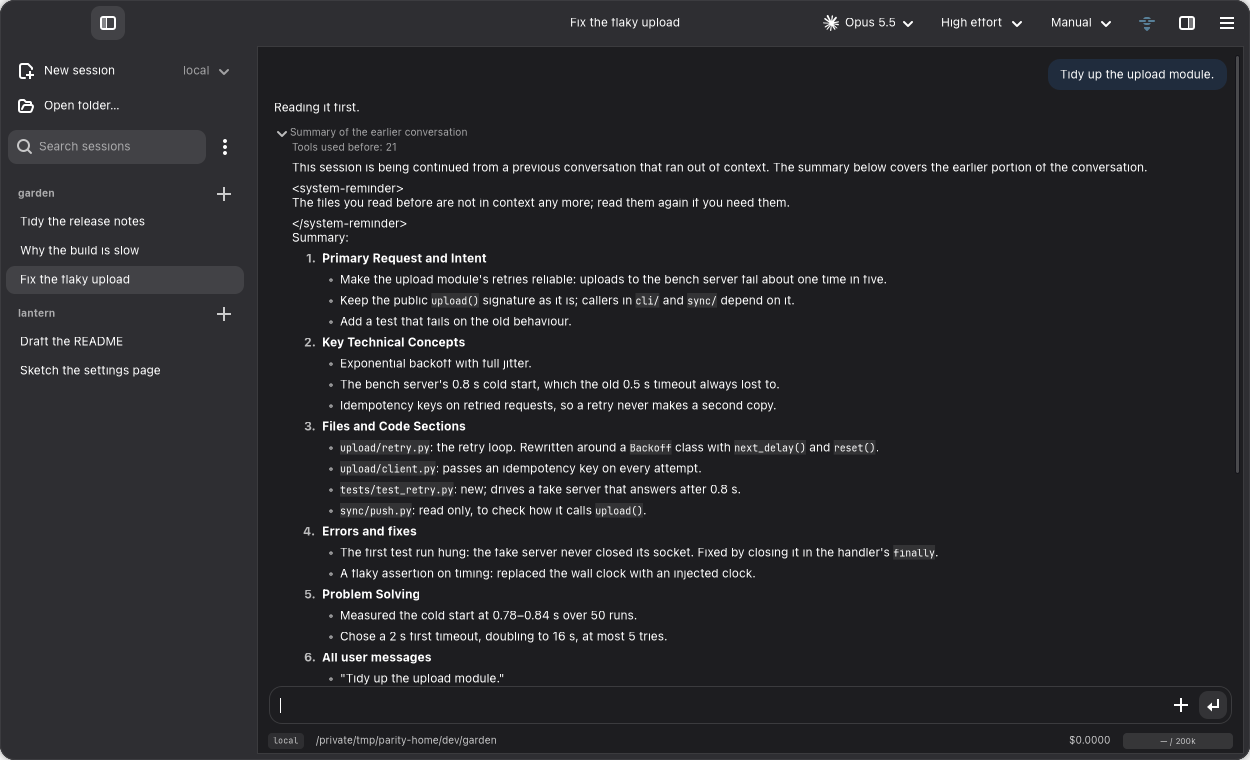 Fix the flaky upload
Opus 5.5
High effort
Manual
New session
local
Open folder...
Search sessions
garden
Tidy the release notes
Why the build is slow
Fix the flaky upload
lantern
Draft the README
Sketch the settings page
Tidy up the upload module.
Reading it first.
Summary of the earlier conversation
Tools used before: 21
This session is being continued from a previous conversation that ran out of context. The summary below covers the earlier portion of the conversation.
<system-reminder>
The files you read before are not in context any more; read them again if you need them.
</system-reminder>
Summary:
1. Primary Request and Intent
• Make the upload module's retries reliable: uploads to the bench server fail about one time in five.
• Keep the public upload() signature as it is; callers in cli/ and sync/ depend on it.
• Add a test that fails on the old behaviour.
2. Key Technical Concepts
• Exponential backoff with full jitter.
• The bench server's 0.8 s cold start, which the old 0.5 s timeout always lost to.
• Idempotency keys on retried requests, so a retry never makes a second copy.
3. Files and Code Sections
• upload/retry.py: the retry loop. Rewritten around a Backoff class with next_delay() and reset().
• upload/client.py: passes an idempotency key on every attempt.
• tests/test_retry.py: new; drives a fake server that answers after 0.8 s.
• sync/push.py: read only, to check how it calls upload().
4. Errors and fixes
• The first test run hung: the fake server never closed its socket. Fixed by closing it in the handler's finally.
• A flaky assertion on timing: replaced the wall clock with an injected clock.
5. Problem Solving
• Measured the cold start at 0.78–0.84 s over 50 runs.
• Chose a 2 s first timeout, doubling to 16 s, at most 5 tries.
6. All user messages
• "Tidy up the upload module."
local
/private/tmp/parity-home/dev/garden
$0.0000
— / 200k